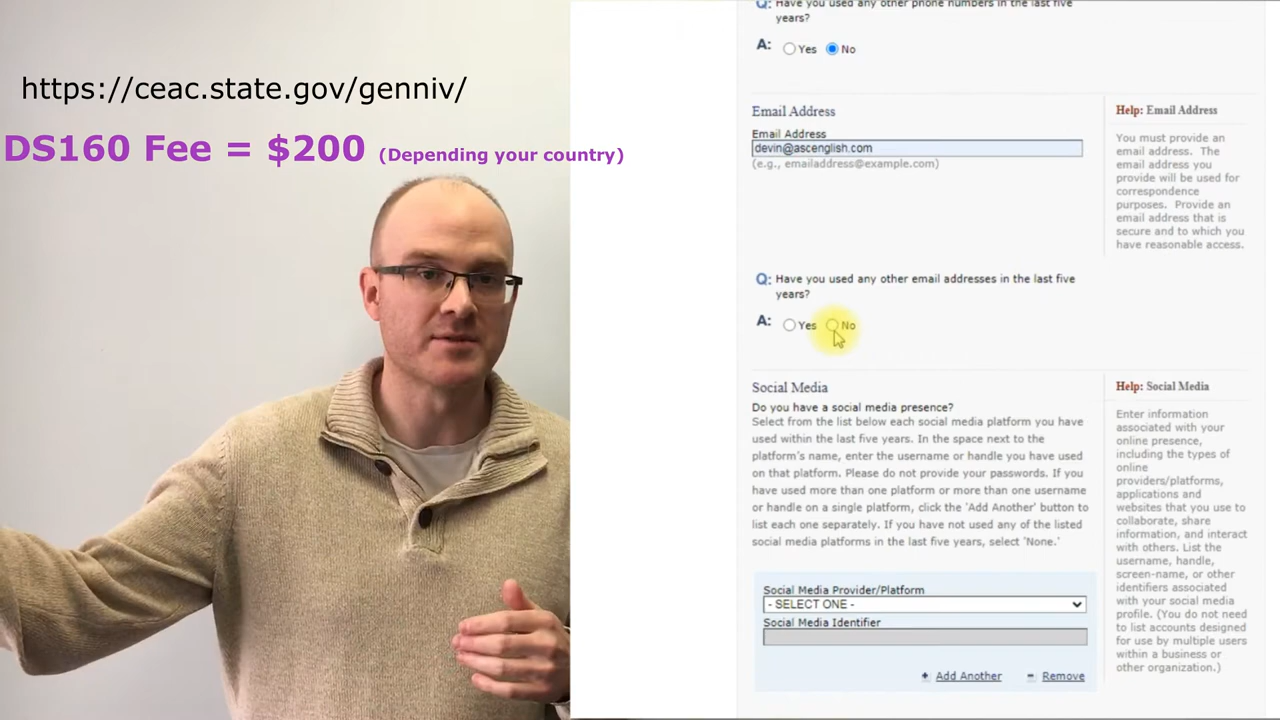 https://ceac.state.gov/genniv/
DS160 Fee = $200 (Depending your country)
Q: Have you used any other phone numbers in the last five
years?
A: Yes No
Email Address
Email Address
devin@ascenglish.com
(e.g., emailaddress@example.com)
Help: Email Address
You must provide an
email address. The
email address you
provide will be used for
correspondence
purposes. Provide an
email address that is
secure and to which you
have reasonable access.
Q: Have you used any other email addresses in the last five
years?
A: Yes No
Social Media
Do you have a social media presence?
Select from the list below each social media platform you have
used within the last five years. In the space next to the
platform's name, enter the username or handle you have used
on that platform. Please do not provide your passwords. If you
have used more than one platform or more than one username
or handle on a single platform, click the 'Add Another' button to
list each one separately. If you have not used any of the listed
social media platforms in the last five years, select 'None.'
Social Media Provider/Platform
- SELECT ONE -
Social Media Identifier
Add Another
Remove
Help: Social Media
Enter information
associated with your
online presence,
including the types of
online
providers/platforms,
applications and
websites that you use to
collaborate, share
information, and interact
with others. List the
username, handle,
screen-name, or other
identifiers associated
with your social media
profile. (You do not need
to list accounts designed
for use by multiple users
within a business or
other organization.)